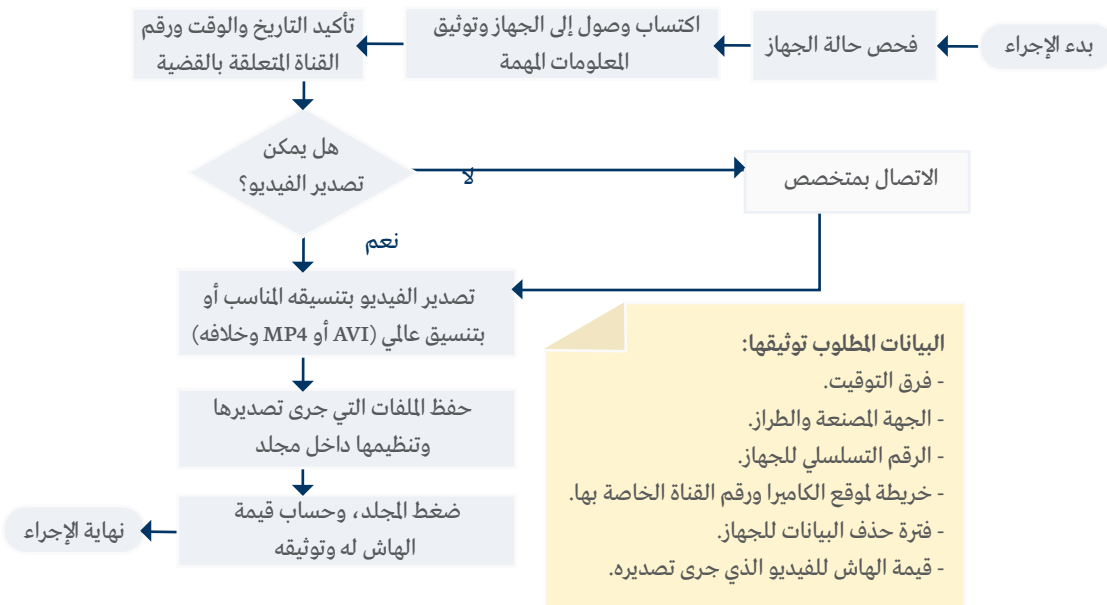 بدء الإجراء
فحص حالة الجهاز
اكتساب وصول إلى الجهاز وتوثيق
المعلومات المهمة
تأكيد التاريخ والوقت ورقم
القناة المتعلقة بالقضية
هل يمكن
تصدير الفيديو؟
لا
الاتصال بمتخصص
نعم
تصدير الفيديو بتنسيقه المناسب أو
بتنسيق عالمي (AVI أو MP4 وخلافه)
حفظ الملفات التي جرى تصديرها
وتنظيمها داخل مجلد
ضغط المجلد، وحساب قيمة
الهاش له وتوثيقه
نهاية الإجراء
البيانات المطلوب توثيقها:
- فرق التوقيت.
- الجهة المصنعة والطراز.
- الرقم التسلسلي للجهاز.
- خريطة لموقع الكاميرا ورقم القناة الخاصة بها.
- فترة حذف البيانات للجهاز.
- قيمة الهاش للفيديو الذي جرى تصديره.